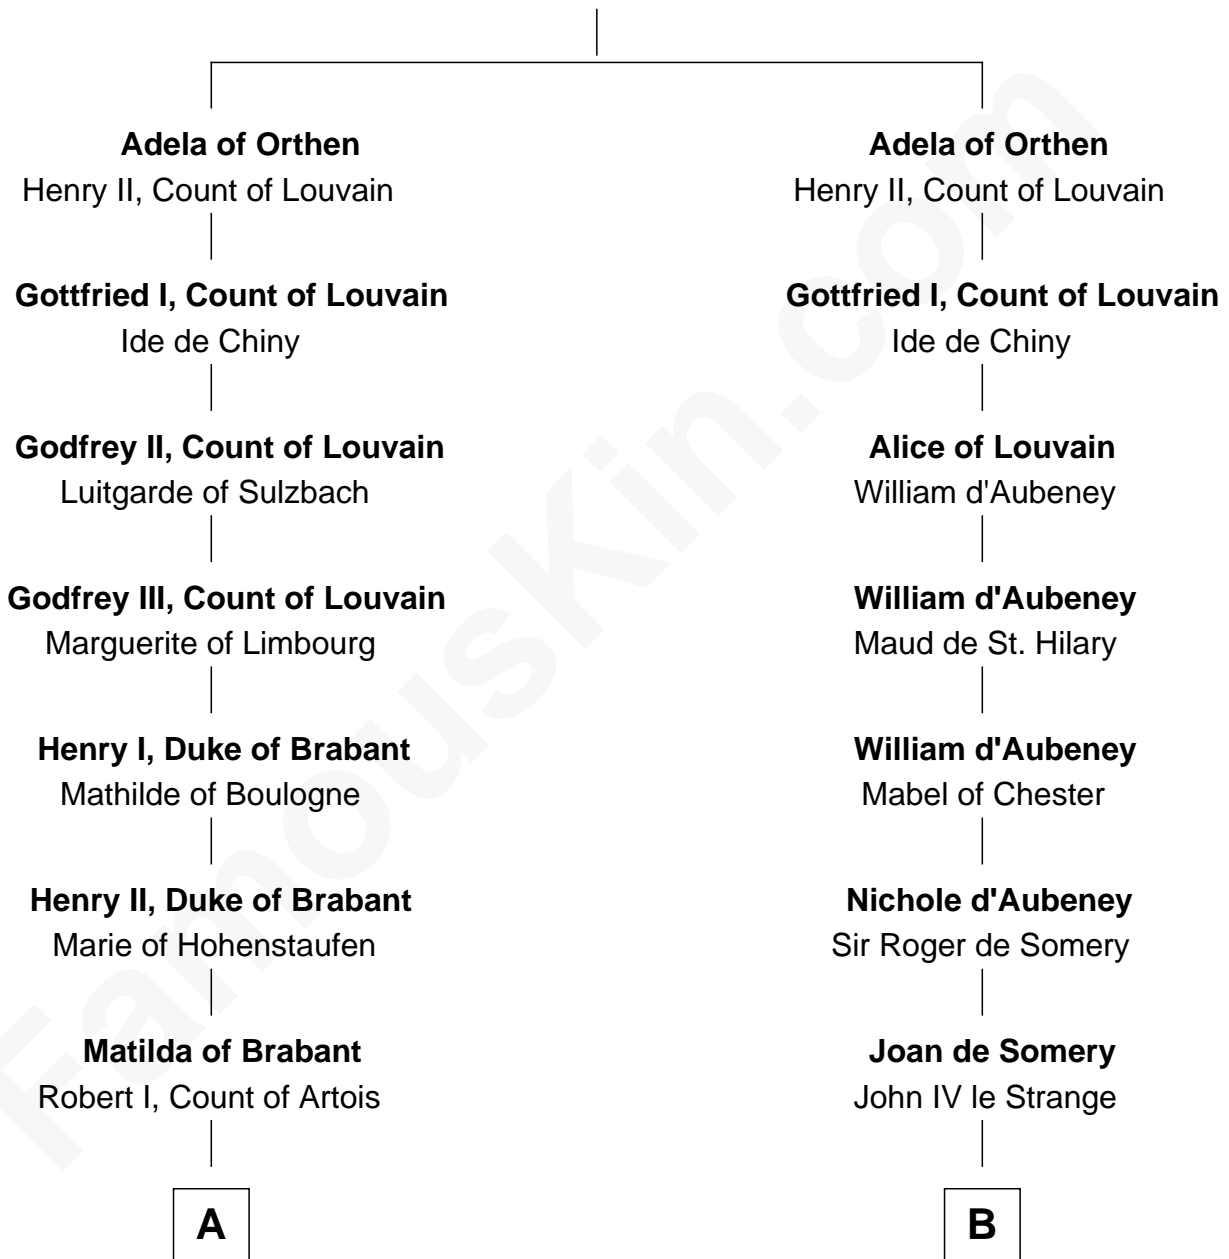 Adela of Orthen
Henry II, Count of Louvain
Gottfried I, Count of Louvain
Ide de Chiny
Godfrey II, Count of Louvain
Luitgarde of Sulzbach
Godfrey III, Count of Louvain
Marguerite of Limbourg
Henry I, Duke of Brabant
Mathilde of Boulogne
Henry II, Duke of Brabant
Marie of Hohenstaufen
Matilda of Brabant
Robert I, Count of Artois
A
Adela of Orthen
Henry II, Count of Louvain
Gottfried I, Count of Louvain
Ide de Chiny
Alice of Louvain
William d'Aubeney
William d'Aubeney
Maud de St. Hilary
William d'Aubeney
Mabel of Chester
Nichole d'Aubeney
Sir Roger de Somery
Joan de Somery
John IV le Strange
B
FamousKin.com